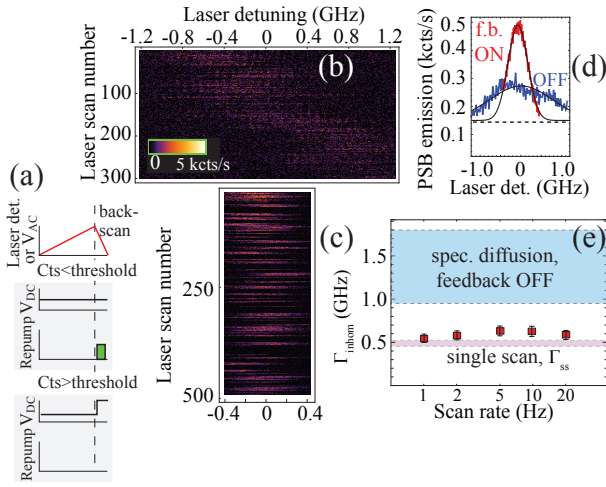 Laser detuning (GHz)
-1.2 -0.8 -0.4 0 0.4 0.8 1.2
Laser scan number
100
200
300
(b)
0 5 kcts/s
PSB emission (kcts/s)
0.5
0.4
0.3
0.2
0.1
f.b.
ON
OFF
(d)
-1.0 0 1.0
Laser det. (GHz)
(a)
Laser det.
or V_AC
back-
scan
Cts<threshold
V_DC
Repump
Cts>threshold
V_DC
Repump
Laser scan number
250
500
(c)
-0.4 0 0.4
Γ_inhom (GHz)
1.5
1.0
0.5
(e)
spec. diffusion,
feedback OFF
single scan, Γ_ss
1 2 5 10 20
Scan rate (Hz)